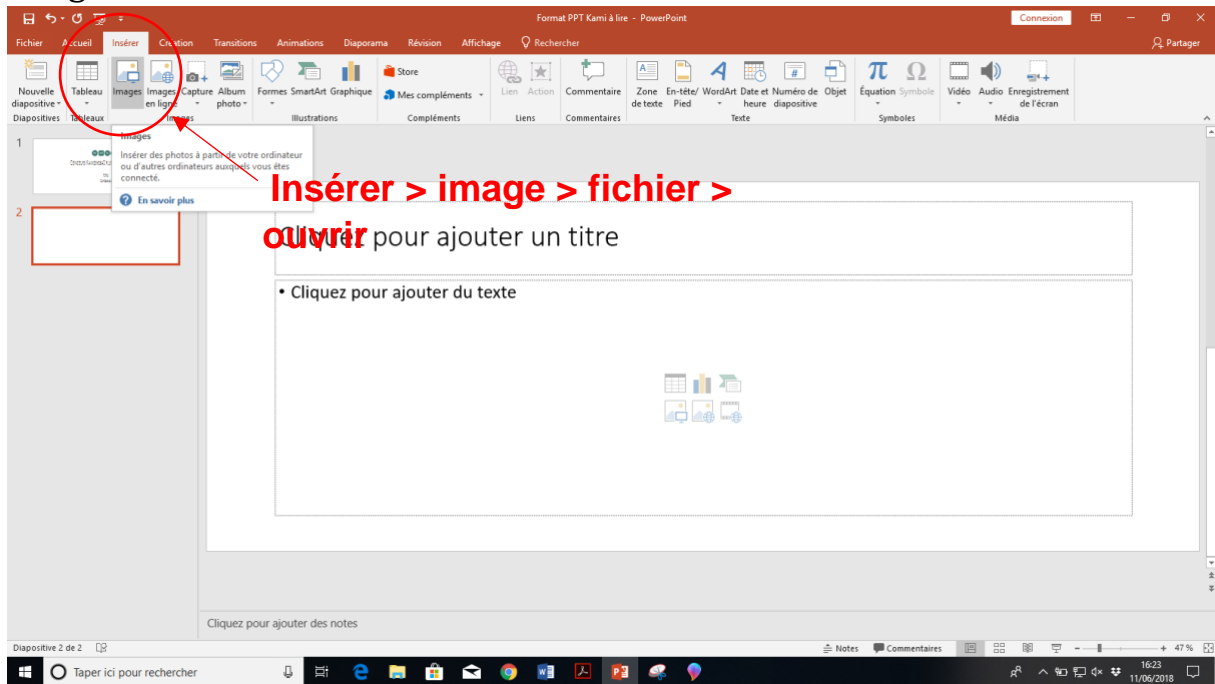 Format PPT Kami à lire - PowerPoint
Connexion
Fichier Accueil Insérer Création Transitions Animations Diaporama Révision Affichage Rechercher
Partager
Nouvelle diapositive
Tableau
Images
Images en ligne
Capture
Album photo
Formes SmartArt Graphique
Store
Mes compléments
Lien Action
Commentaire
Zone de texte
En-tête/ Pied
WordArt
Date et heure
Numéro de diapositive
Objet
Équation Symbole
Vidéo Audio
Enregistrement de l'écran
Diapositives Tableaux Images Illustrations Compléments Liens Commentaires Texte Symboles Média
Images
Insérer des photos à partir de votre ordinateur
ou d'autres ordinateurs auxquels vous êtes
connecté.
En savoir plus
1
2
Insérer > image > fichier >
ouvrir
Cliquez pour ajouter un titre
• Cliquez pour ajouter du texte
Cliquez pour ajouter des notes
Diapositive 2 de 2
Notes Commentaires
47 %
Taper ici pour rechercher
16:23
11/06/2018